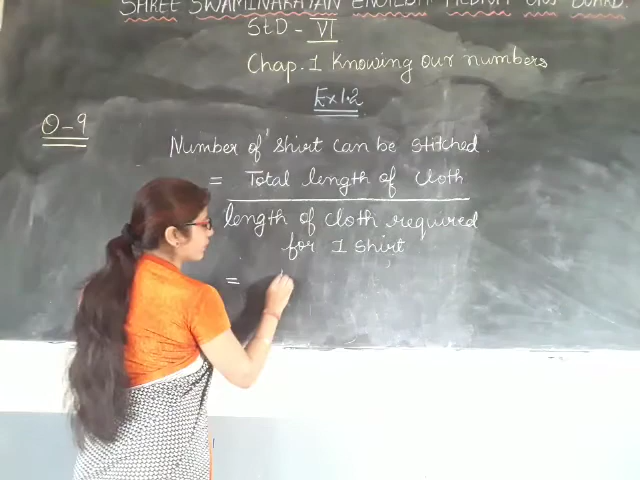 SHREE SWAMINARAYAN ENGLISH MEDIUM GHB BOARD.
StD - VI
Chap. 1 Knowing our numbers
Ex 1.2
Q-9
Number of shirt can be stitched
= Total length of cloth
length of cloth required
for 1 shirt
=